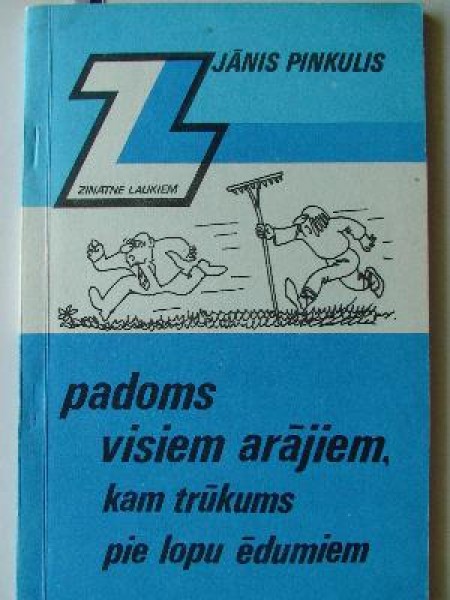 JĀNIS PINKULIS
ZINĀTNE LAUKIEM
padoms
visiem arājiem,
kam trūkums
pie lopu ēdumiem